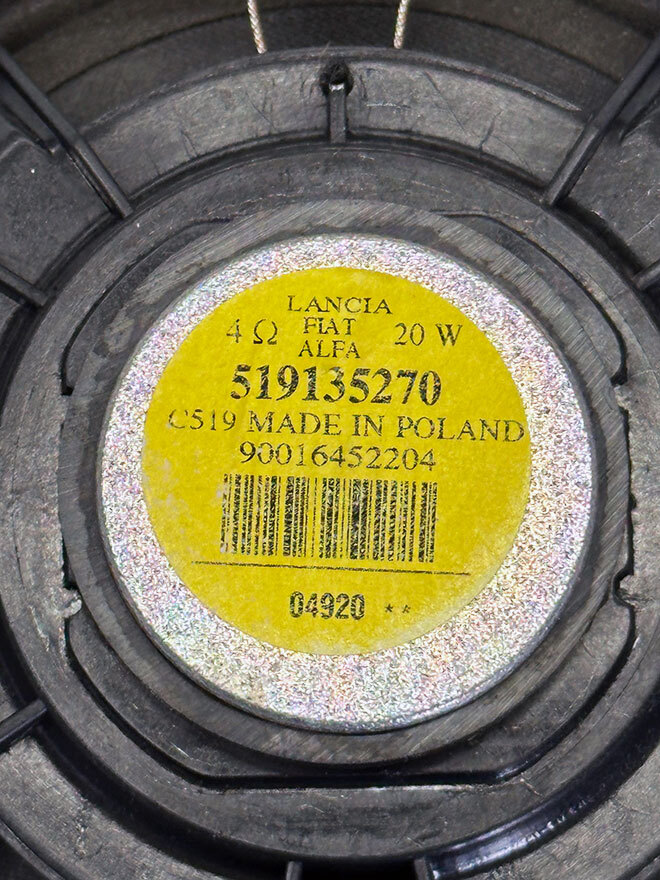 LANCIA
4 Ω FIAT 20 W
ALFA
519135270
C519 MADE IN POLAND
90016452204
04920 **